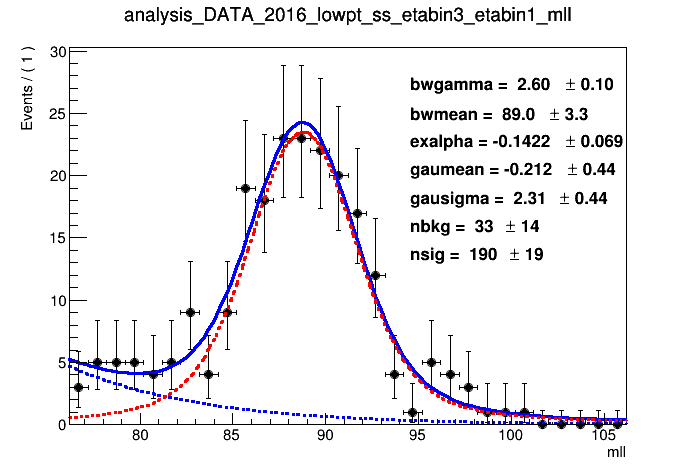 analysis_DATA_2016_lowpt_ss_etabin3_etabin1_mll
Events / ( 1 )
30
25
20
15
10
5
0
bwgamma = 2.60 ± 0.10
bwmean = 89.0 ± 3.3
exalpha = -0.1422 ± 0.069
gaumean = -0.212 ± 0.44
gausigma = 2.31 ± 0.44
nbkg = 33 ± 14
nsig = 190 ± 19
80 85 90 95 100 105
mll